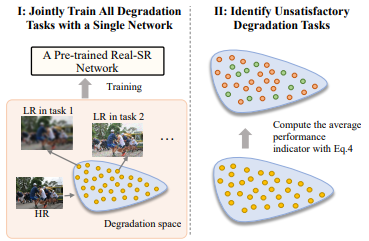 I: Jointly Train All Degradation
Tasks with a Single Network
A Pre-trained Real-SR
Network
Training
LR in task 1
LR in task 2
...
HR
Degradation space
II: Identify Unsatisfactory
Degradation Tasks
Compute the average
performance
indicator with Eq.4